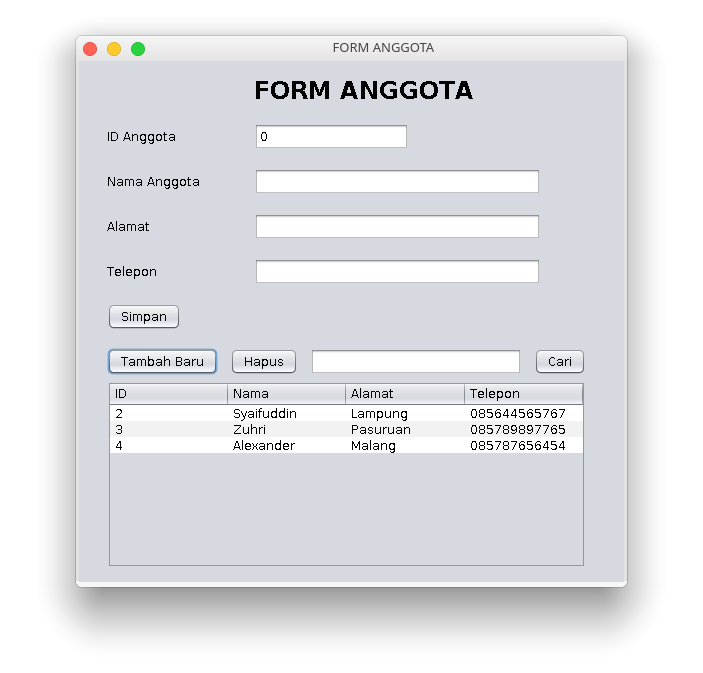 FORM ANGGOTA
FORM ANGGOTA
ID Anggota 0
Nama Anggota
Alamat
Telepon
Simpan
Tambah Baru Hapus Cari
ID Nama Alamat Telepon
2 Syaifuddin Lampung 085644565767
3 Zuhri Pasuruan 085789897765
4 Alexander Malang 085787656454